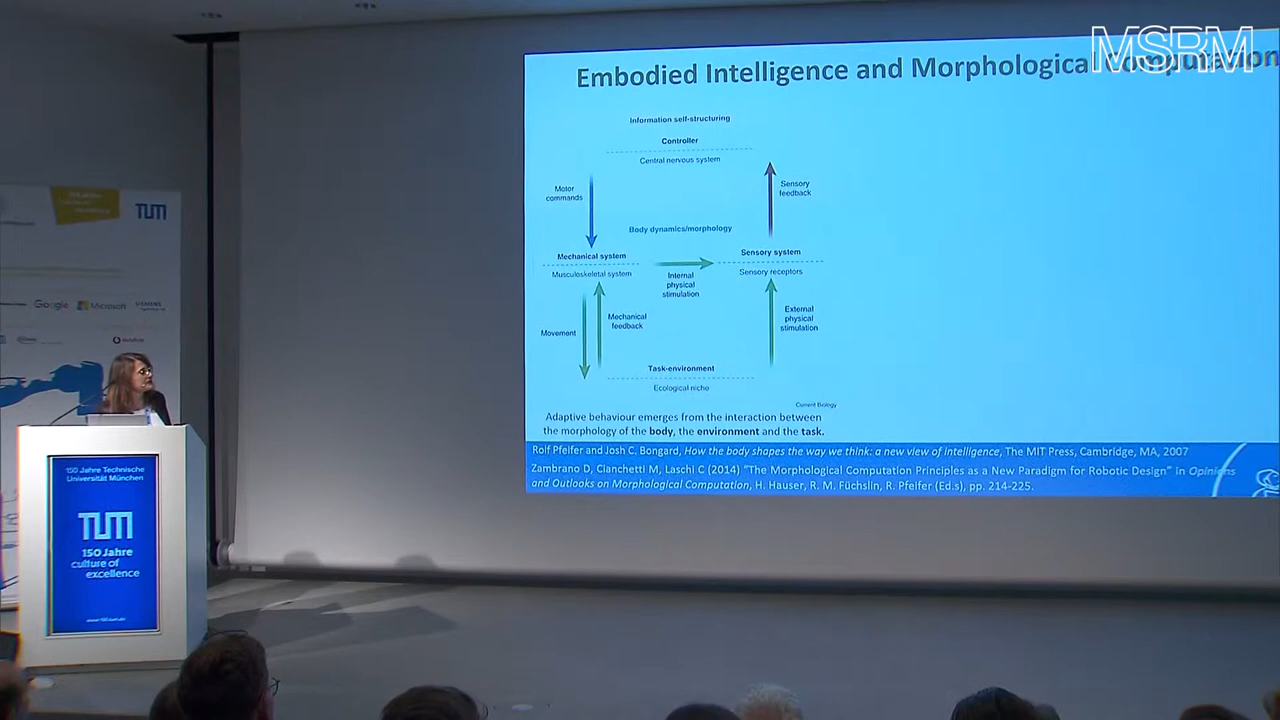 MSRM
Embodied Intelligence and Morphological Computation
Information self-structuring
Controller
Central nervous system
Motor
commands
Sensory
feedback
Body dynamics/morphology
Mechanical system
Musculoskeletal system
Sensory system
Sensory receptors
Internal
physical
stimulation
Mechanical
feedback
External
physical
stimulation
Movement
Task-environment
Ecological niche
Current Biology
Adaptive behaviour emerges from the interaction between
the morphology of the body, the environment and the task.
Rolf Pfeifer and Josh C. Bongard, How the body shapes the way we think: a new view of intelligence, The MIT Press, Cambridge, MA, 2007
Zambrano D, Cianchetti M, Laschi C (2014) “The Morphological Computation Principles as a New Paradigm for Robotic Design” in Opinions
and Outlooks on Morphological Computation, H. Hauser, R. M. Füchslin, R. Pfeifer (Ed.s), pp. 214-225.
TUM
Google
Microsoft
SIEMENS
vodafone
150 Jahre Technische
Universität München
TUM
150 Jahre
culture of
excellence
www.150.tum.de